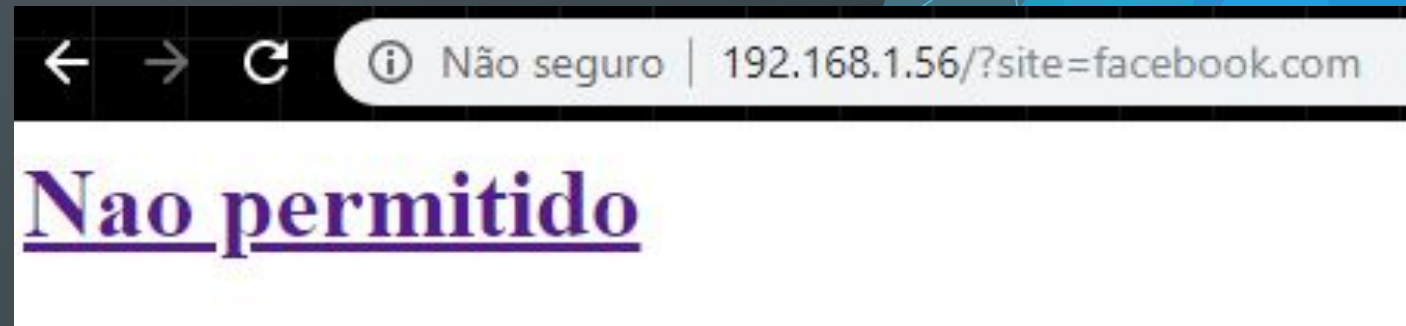 Não seguro | 192.168.1.56/?site=facebook.com
Nao permitido